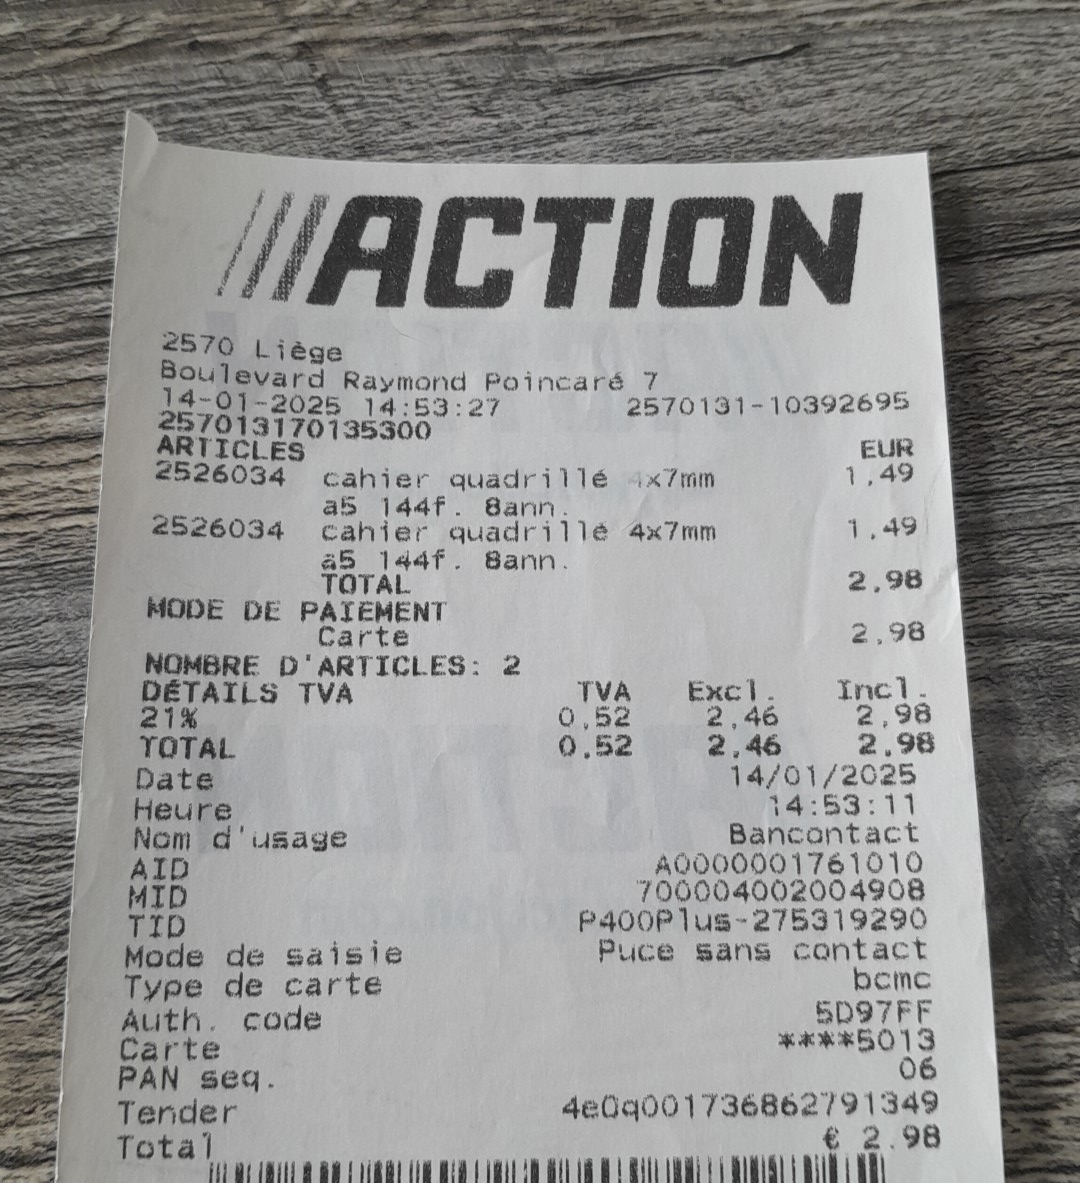 ///ACTION
2570 Liège
Boulevard Raymond Poincaré 7
14-01-2025 14:53:27 2570131-10392695
257013170135300
ARTICLES EUR
2526034 cahier quadrillé 4x7mm 1,49
a5 144f. 8ann.
2526034 cahier quadrillé 4x7mm 1,49
a5 144f. 8ann.
TOTAL 2,98
MODE DE PAIEMENT
Carte 2,98
NOMBRE D'ARTICLES: 2
DÉTAILS TVA TVA Excl. Incl.
21% 0,52 2,46 2,98
TOTAL 0,52 2,46 2,98
Date 14/01/2025
Heure 14:53:11
Nom d'usage Bancontact
AID A0000001761010
MID 700004002004908
TID P400Plus-275319290
Mode de saisie Puce sans contact
Type de carte bcmc
Auth. code 5D97FF
Carte ****5013
PAN seq. 06
Tender 4e0q001736862791349
Total € 2.98